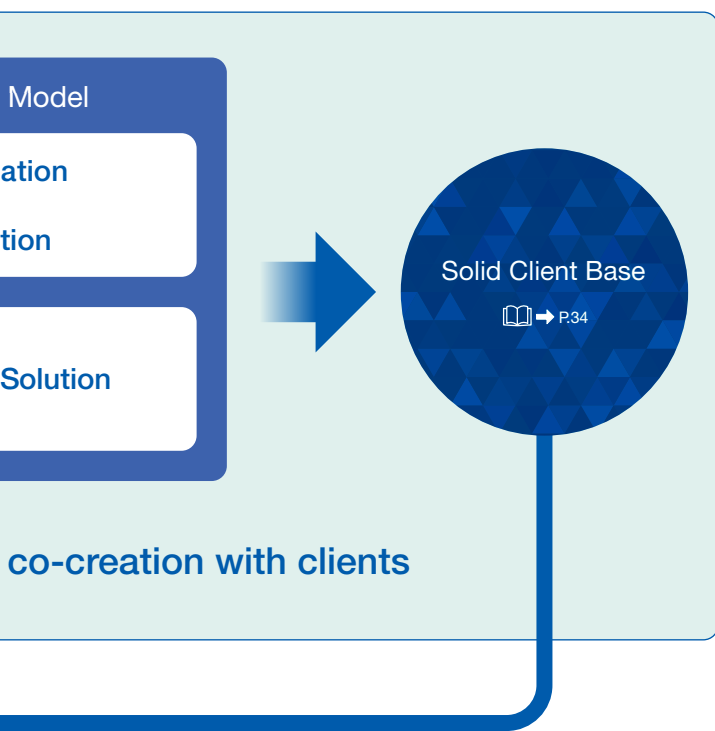 Model
ation
tion
Solution
Solid Client Base
→ P.34
co-creation with clients